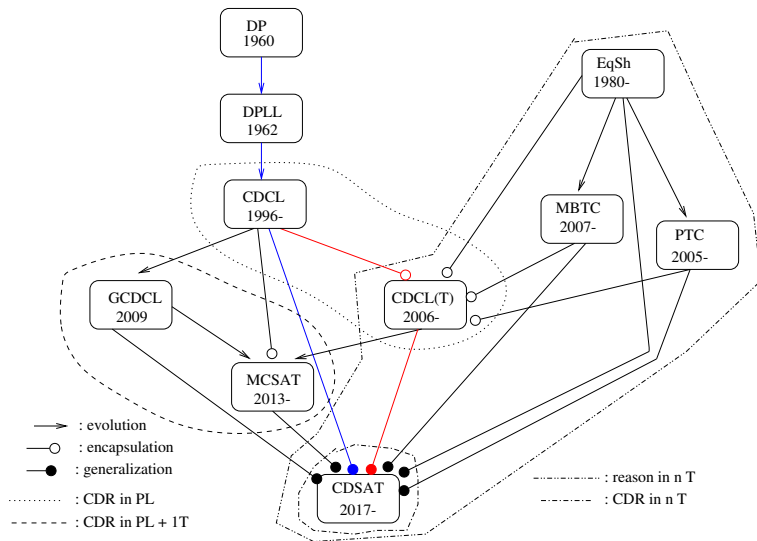 DP
1960
EqSh
1980-
DPLL
1962
CDCL
1996-
MBTC
2007-
PTC
2005-
GCDCL
2009
CDCL(T)
2006-
MCSAT
2013-
CDSAT
2017-
: evolution
: encapsulation
: generalization
: CDR in PL
: CDR in PL + 1T
: reason in n T
: CDR in n T